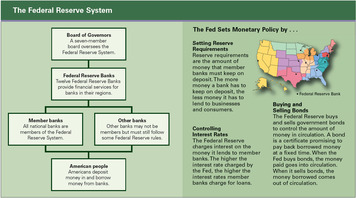 The Federal Reserve System
Board of Governors
A seven-member
board oversees the
Federal Reserve System.
Federal Reserve Banks
Twelve Federal Reserve Banks
provide financial services for
banks in their regions.
Member banks
All national banks are
members of the Federal
Reserve System.
Other banks
Other banks may not be
members but must still follow
some Federal Reserve rules.
American people
Americans deposit
money in and borrow
money from banks.
The Fed Sets Monetary Policy by . . .
Setting Reserve
Requirements
Reserve requirements
are the amount of
money that member
banks must keep on
deposit. The more
money a bank has to
keep on deposit, the
less money it has to
lend to businesses
and consumers.
Controlling
Interest Rates
The Federal Reserve
charges interest on the
money it lends to member
banks. The higher the
interest rate charged by
the Fed, the higher the
interest rates member
banks charge for loans.
• Federal Reserve Bank
Buying and
Selling Bonds
The Federal Reserve buys
and sells government bonds
to control the amount of
money in circulation. A bond
is a certificate promising to
pay back borrowed money
at a fixed time. When the
Fed buys bonds, the money
paid goes into circulation.
When it sells bonds, the
money borrowed comes
out of circulation.